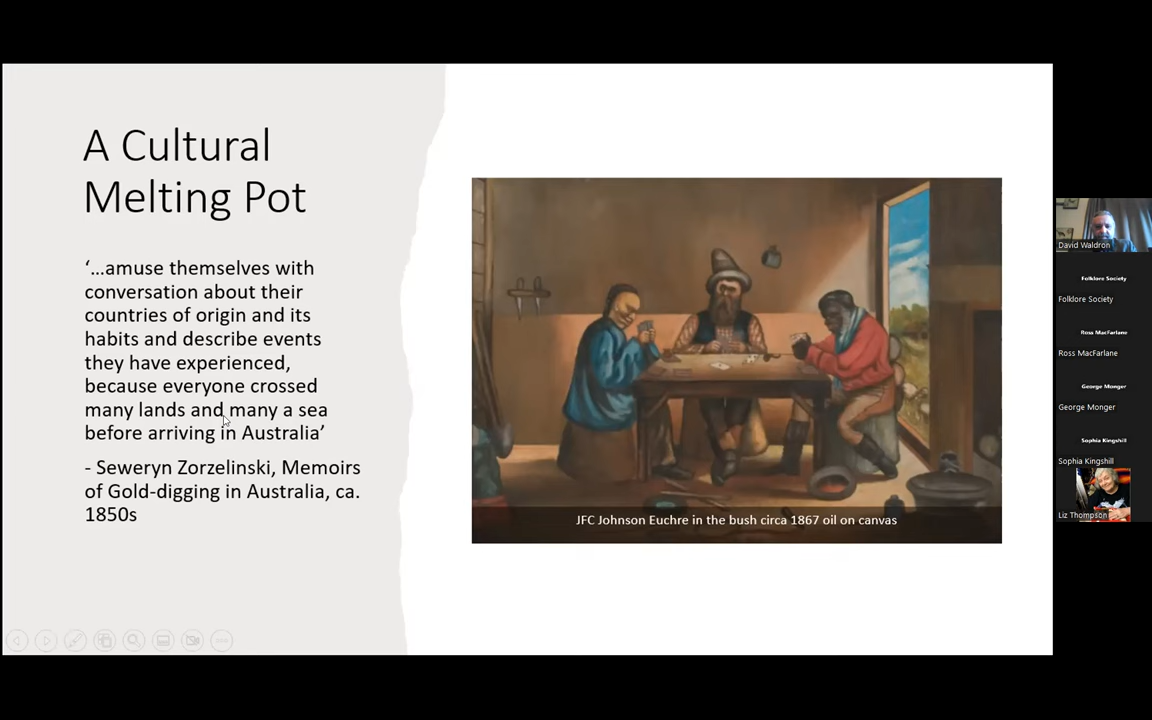 A Cultural
Melting Pot
‘...amuse themselves with
conversation about their
countries of origin and its
habits and describe events
they have experienced,
because everyone crossed
many lands and many a sea
before arriving in Australia’
- Seweryn Zorzelinski, Memoirs
of Gold-digging in Australia, ca.
1850s
JFC Johnson Euchre in the bush circa 1867 oil on canvas
David Waldron
Folklore Society
Folklore Society
Ross MacFarlane
Ross MacFarlane
George Monger
George Monger
Sophia Kingshill
Sophia Kingshill
Liz Thompson